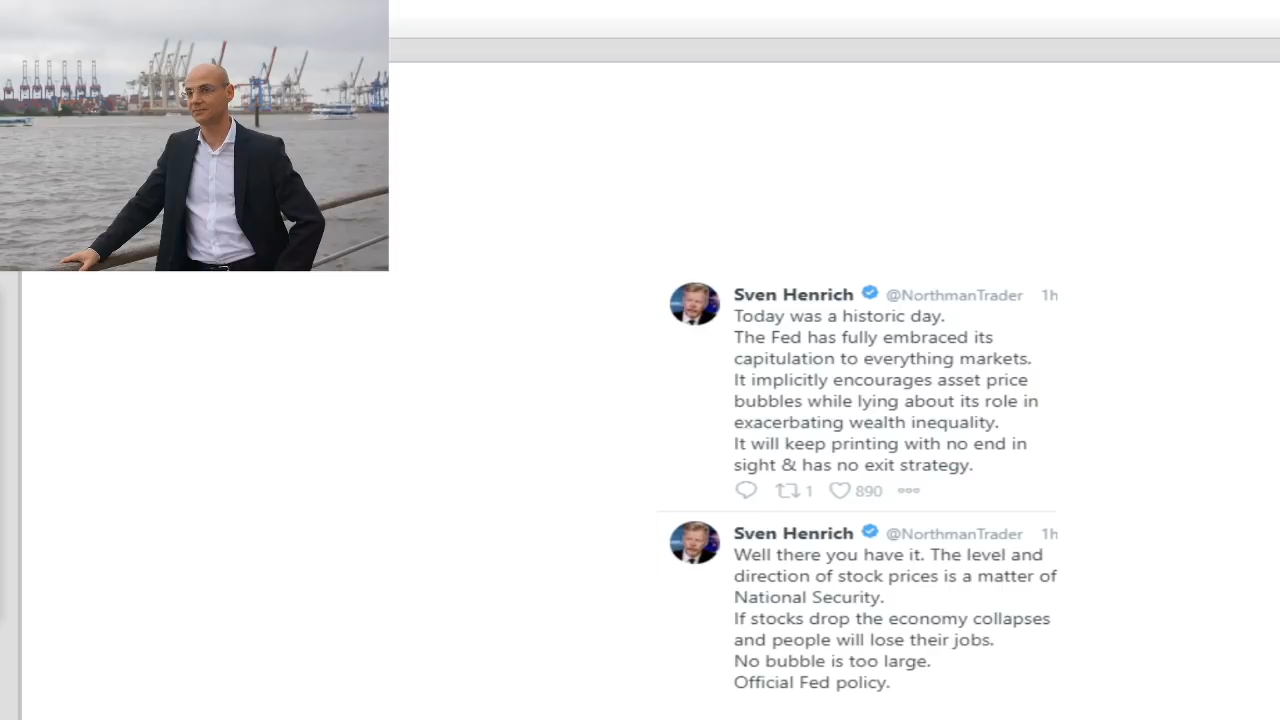 Sven Henrich @NorthmanTrader 1h
Today was a historic day.
The Fed has fully embraced its
capitulation to everything markets.
It implicitly encourages asset price
bubbles while lying about its role in
exacerbating wealth inequality.
It will keep printing with no end in
sight & has no exit strategy.
1 890
Sven Henrich @NorthmanTrader 1h
Well there you have it. The level and
direction of stock prices is a matter of
National Security.
If stocks drop the economy collapses
and people will lose their jobs.
No bubble is too large.
Official Fed policy.